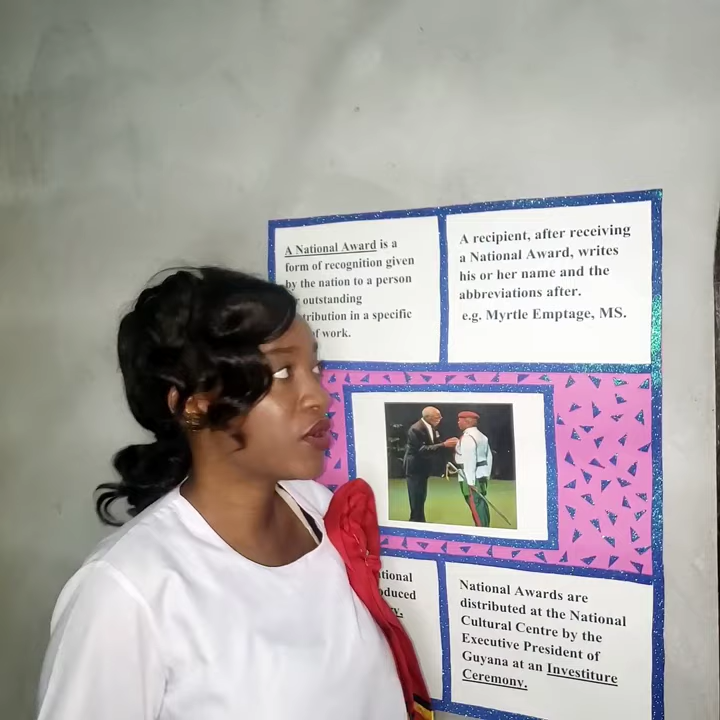 A National Award is a
form of recognition given
by the nation to a person
outstanding
in a specific
of work.
A recipient, after receiving
a National Award, writes
his or her name and the
abbreviations after.
e.g. Myrtle Emptage, MS.
National Awards are
distributed at the National
Cultural Centre by the
Executive President of
Guyana at an Investiture
Ceremony.